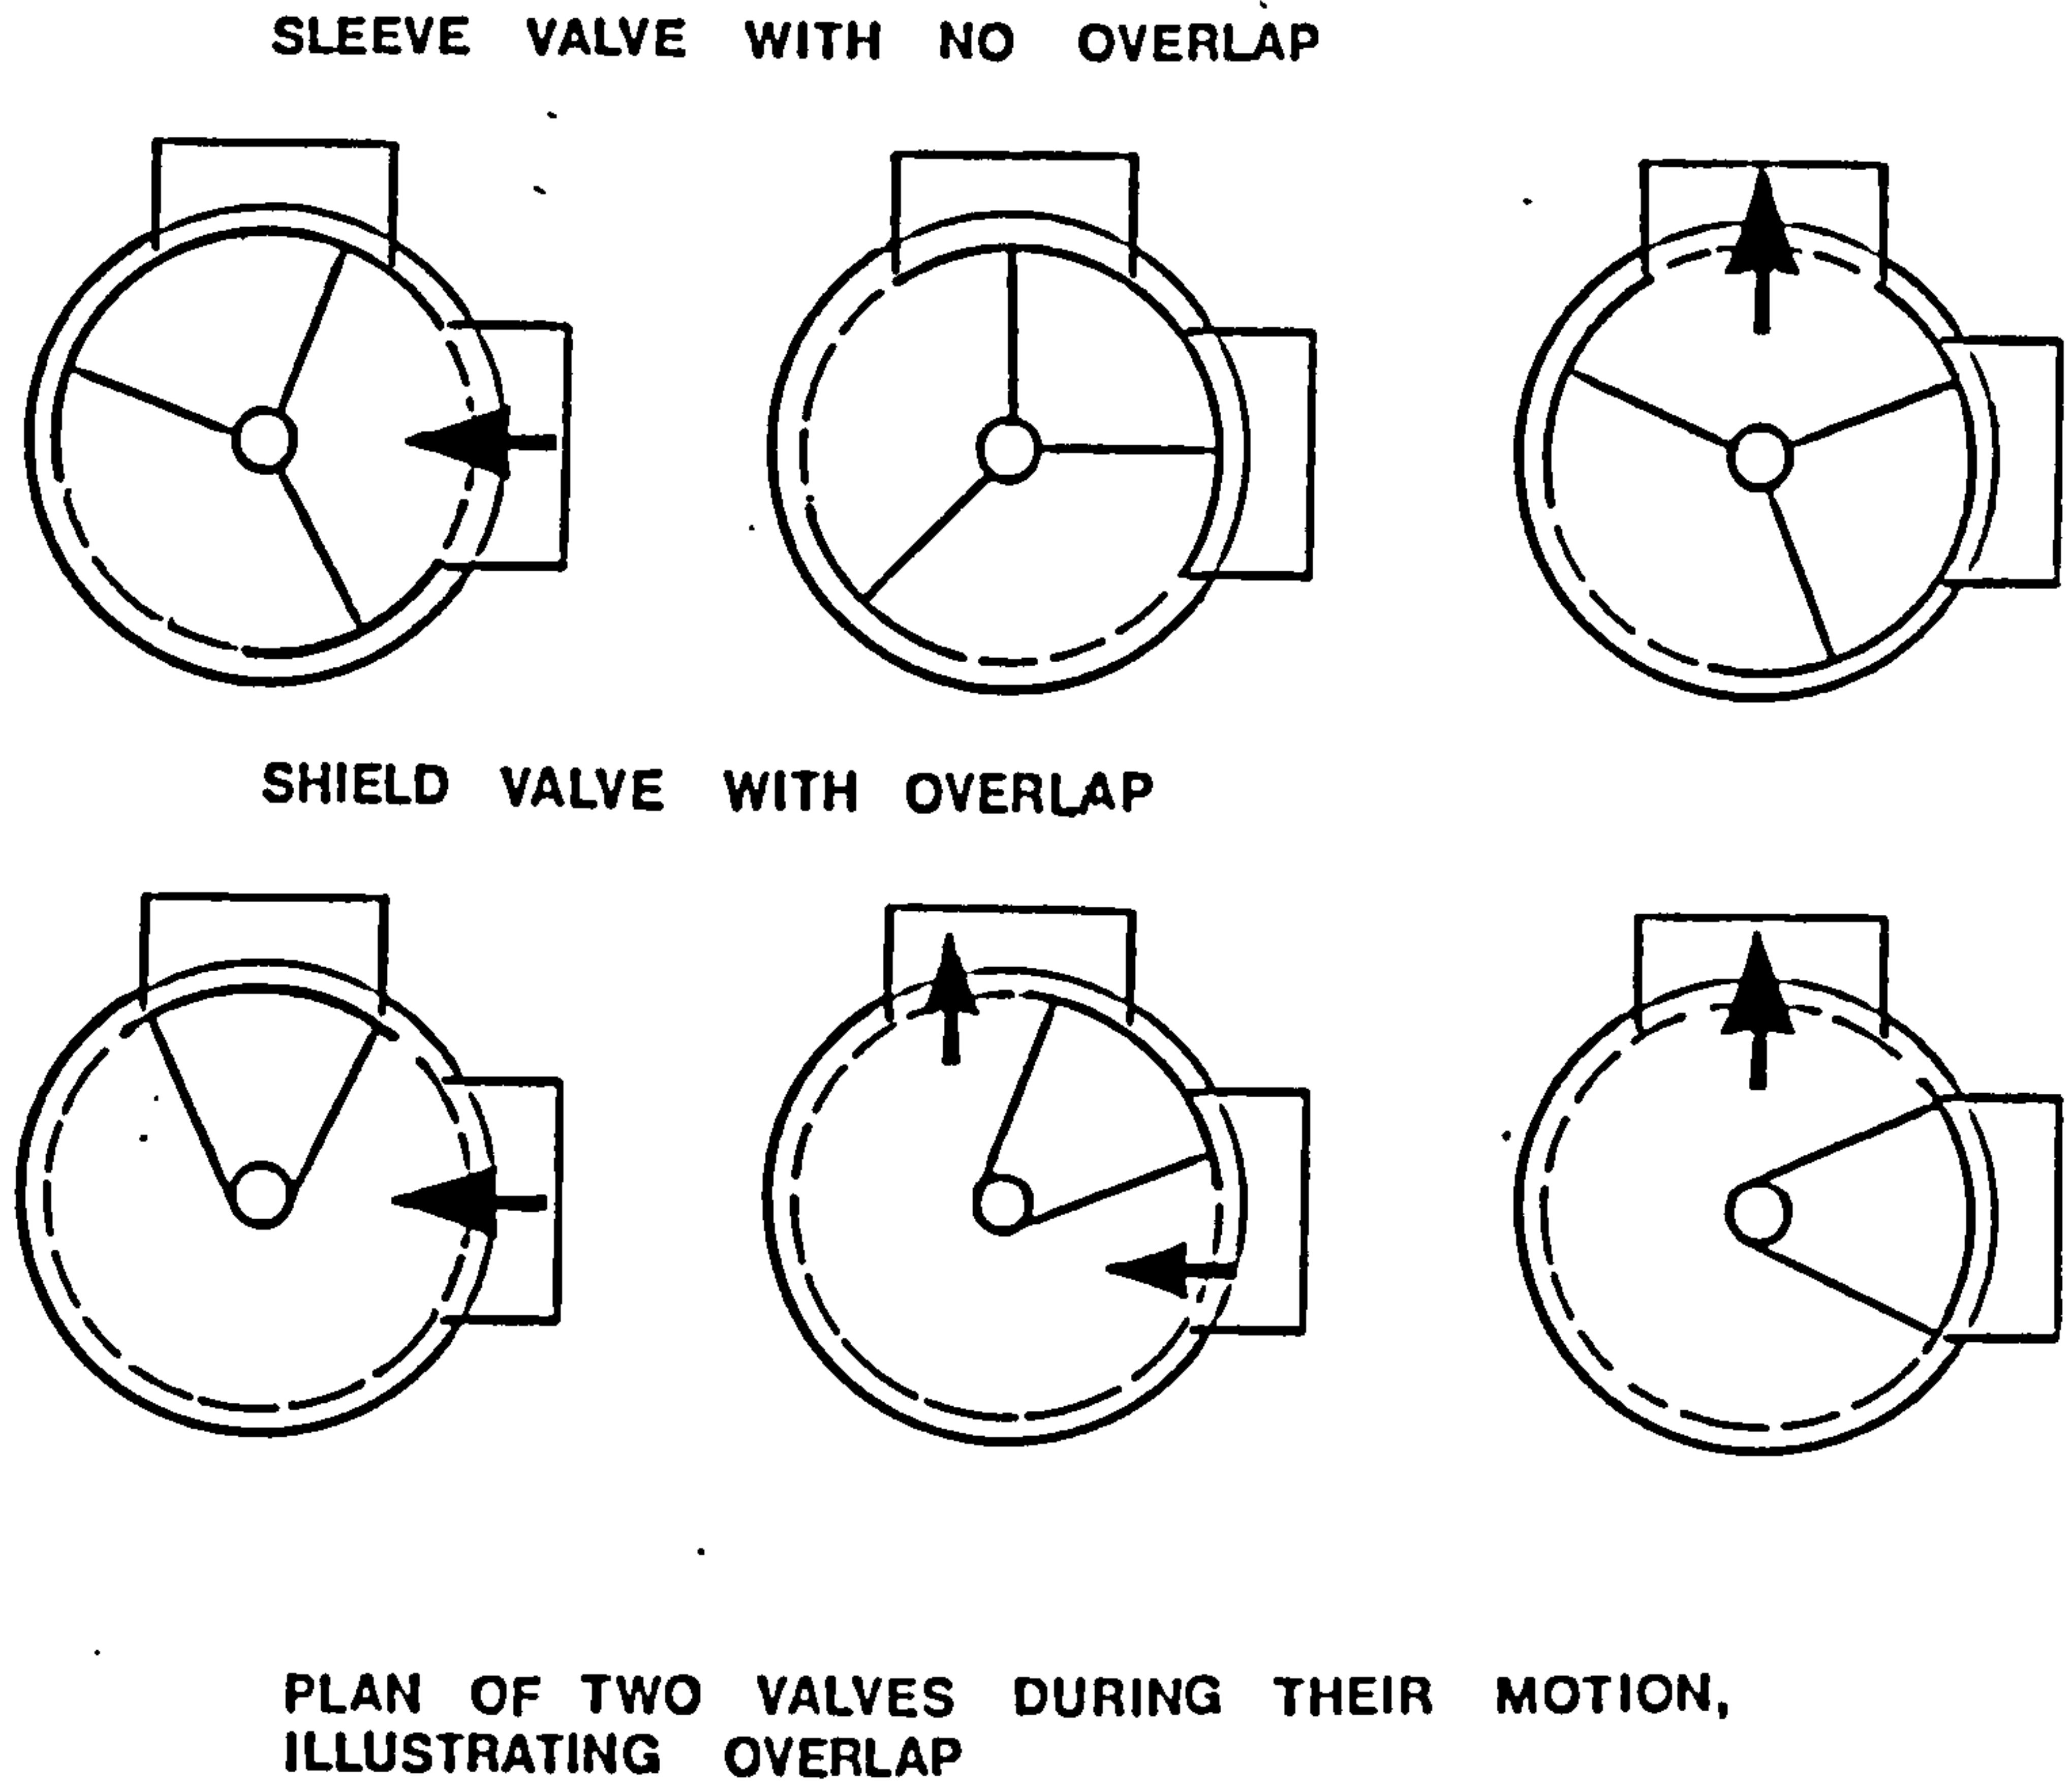 SLEEVE VALVE WITH NO OVERLAP
SHIELD VALVE WITH OVERLAP
PLAN OF TWO VALVES DURING THEIR MOTION,
ILLUSTRATING OVERLAP